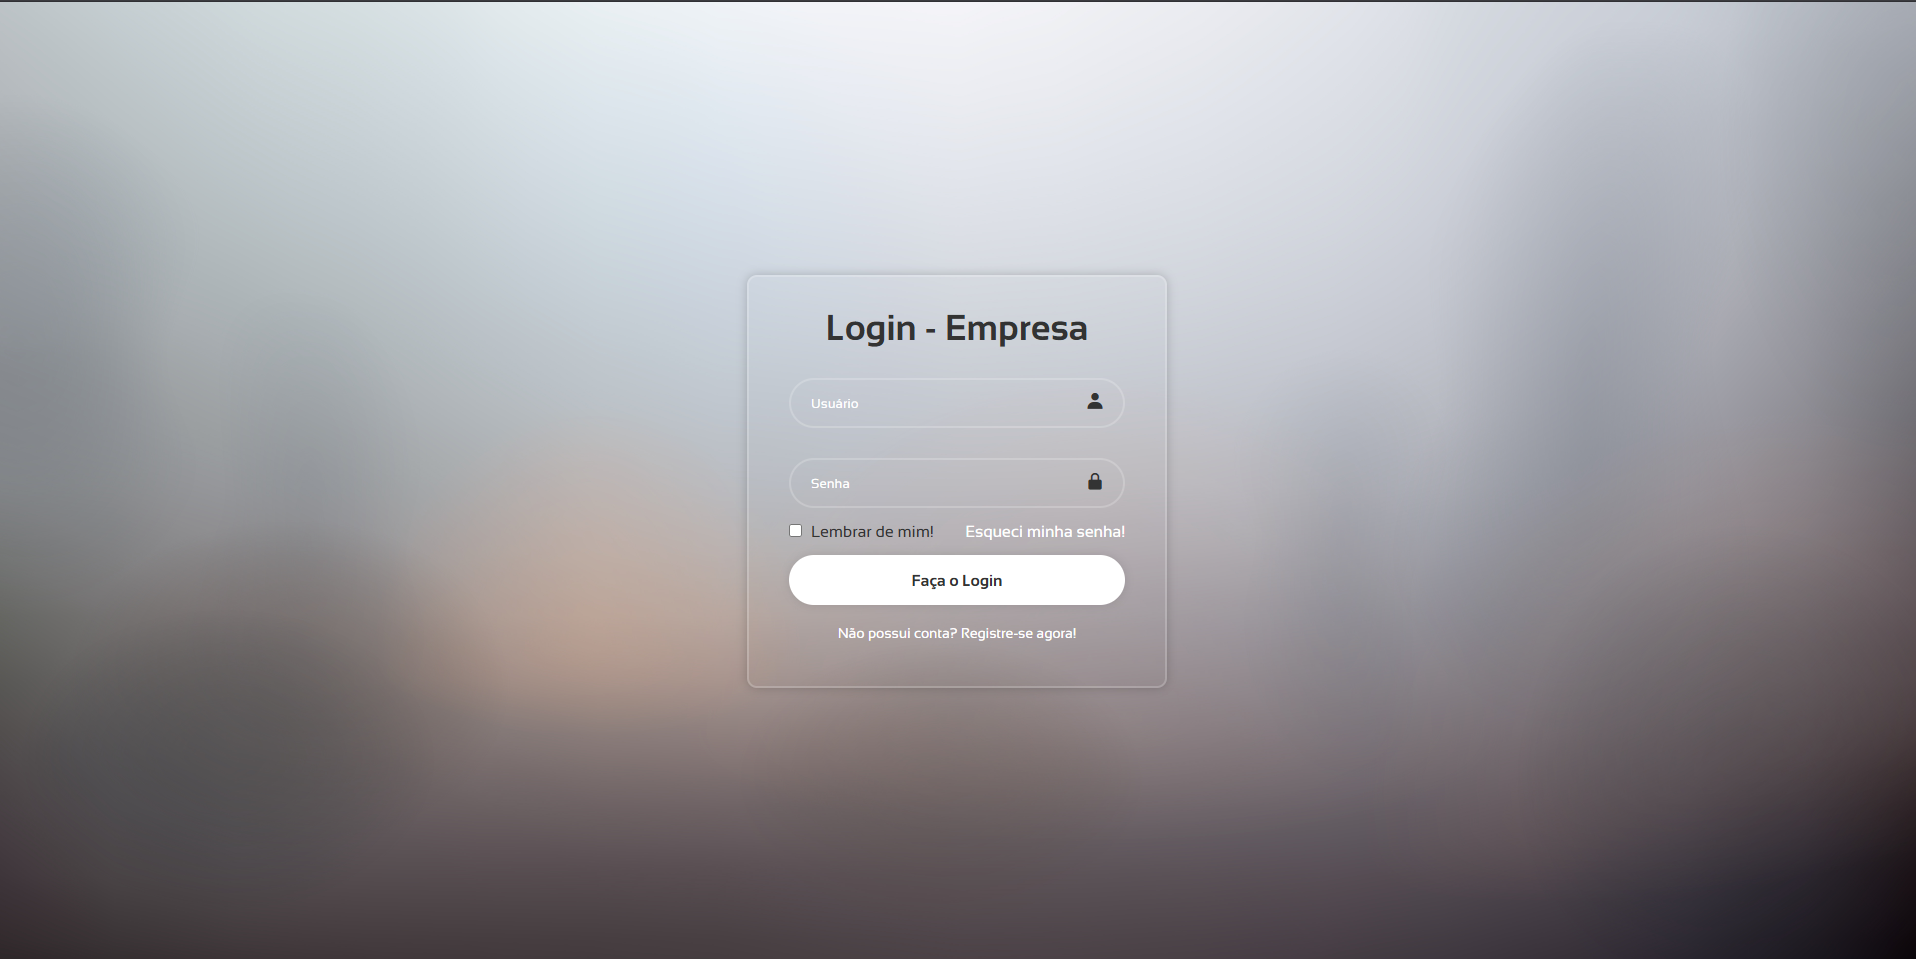 Login - Empresa
Usuário
Senha
Lembrar de mim! Esqueci minha senha!
Faça o Login
Não possui conta? Registre-se agora!